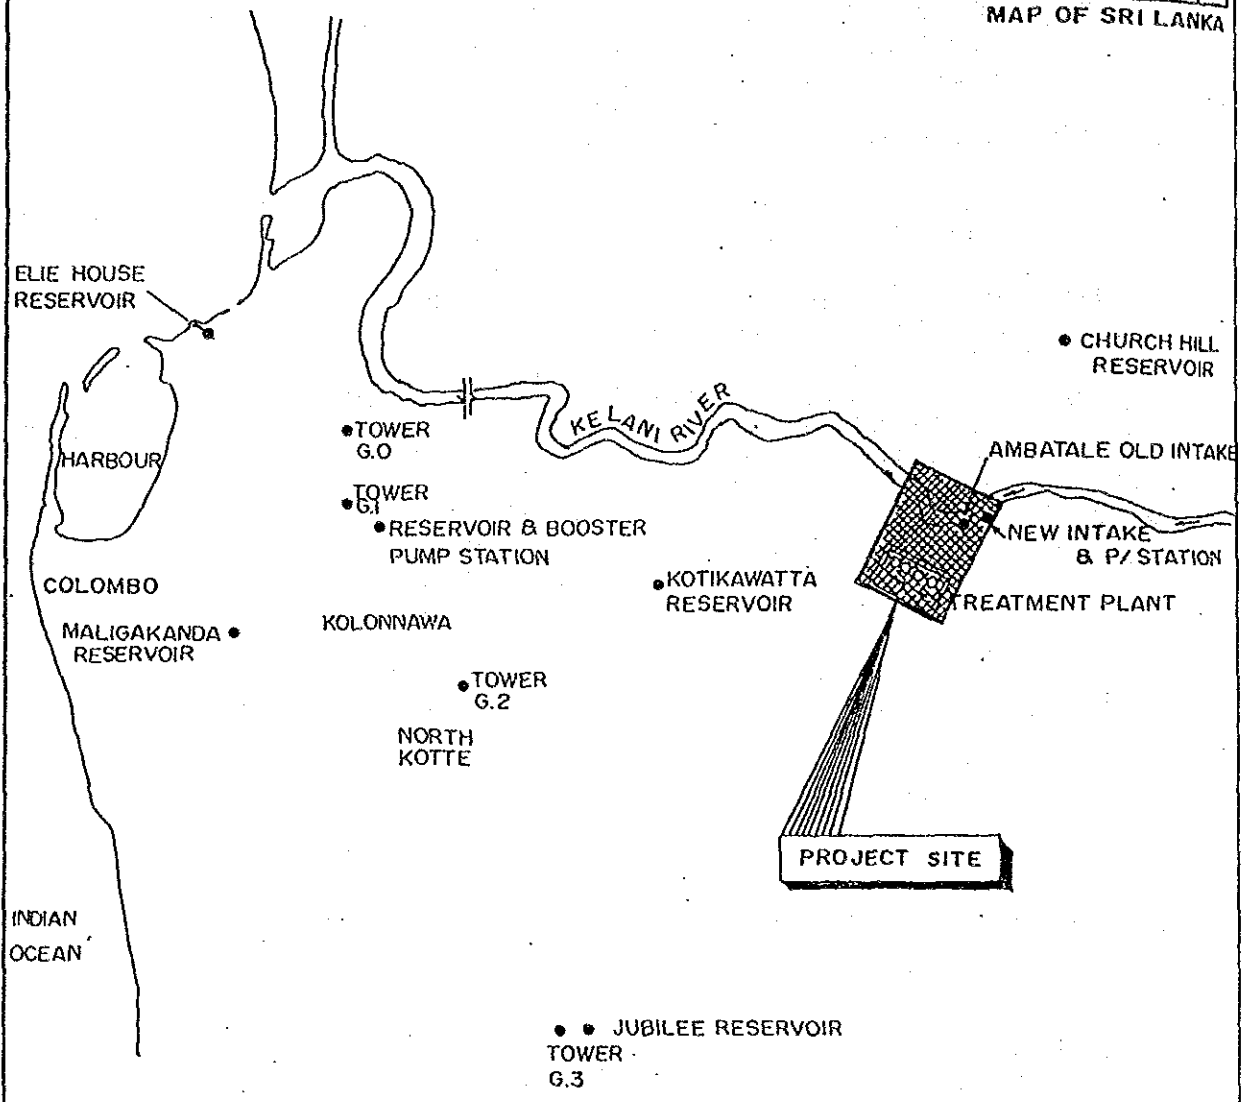 MAP OF SRI LANKA
ELIE HOUSE
RESERVOIR
CHURCH HILL
RESERVOIR
KELANI RIVER
TOWER
G.O
AMBATALE OLD INTAKE
HARBOUR
TOWER
G.1
RESERVOIR & BOOSTER
PUMP STATION
NEW INTAKE
& P/STATION
COLOMBO
KOTIKAWATTA
RESERVOIR
TREATMENT PLANT
KOLONNAWA
MALIGAKANDA
RESERVOIR
TOWER
G.2
NORTH
KOTTE
PROJECT SITE
INDIAN
OCEAN
JUBILEE RESERVOIR
TOWER
G.3